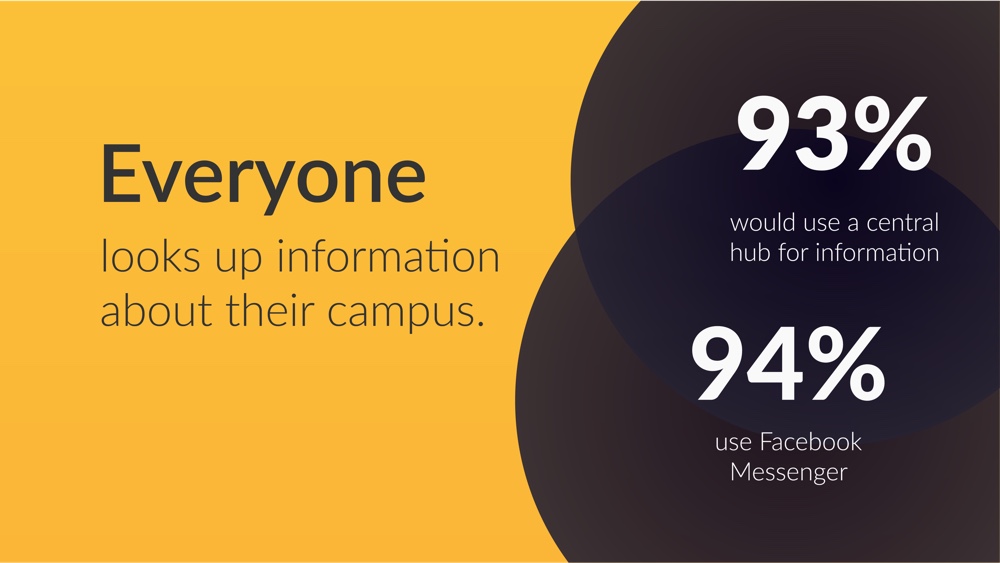 Everyone
looks up information
about their campus.
93%
would use a central
hub for information
94%
use Facebook
Messenger